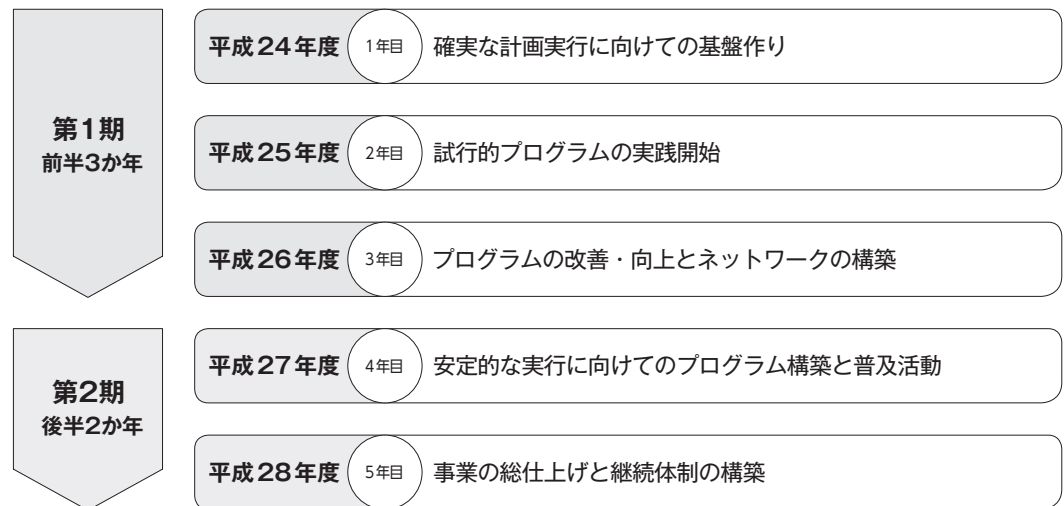 第1期
前半3か年
平成24年度 1年目 確実な計画実行に向けての基盤作り
平成25年度 2年目 試行的プログラムの実践開始
平成26年度 3年目 プログラムの改善・向上とネットワークの構築
第2期
後半2か年
平成27年度 4年目 安定的な実行に向けてのプログラム構築と普及活動
平成28年度 5年目 事業の総仕上げと継続体制の構築